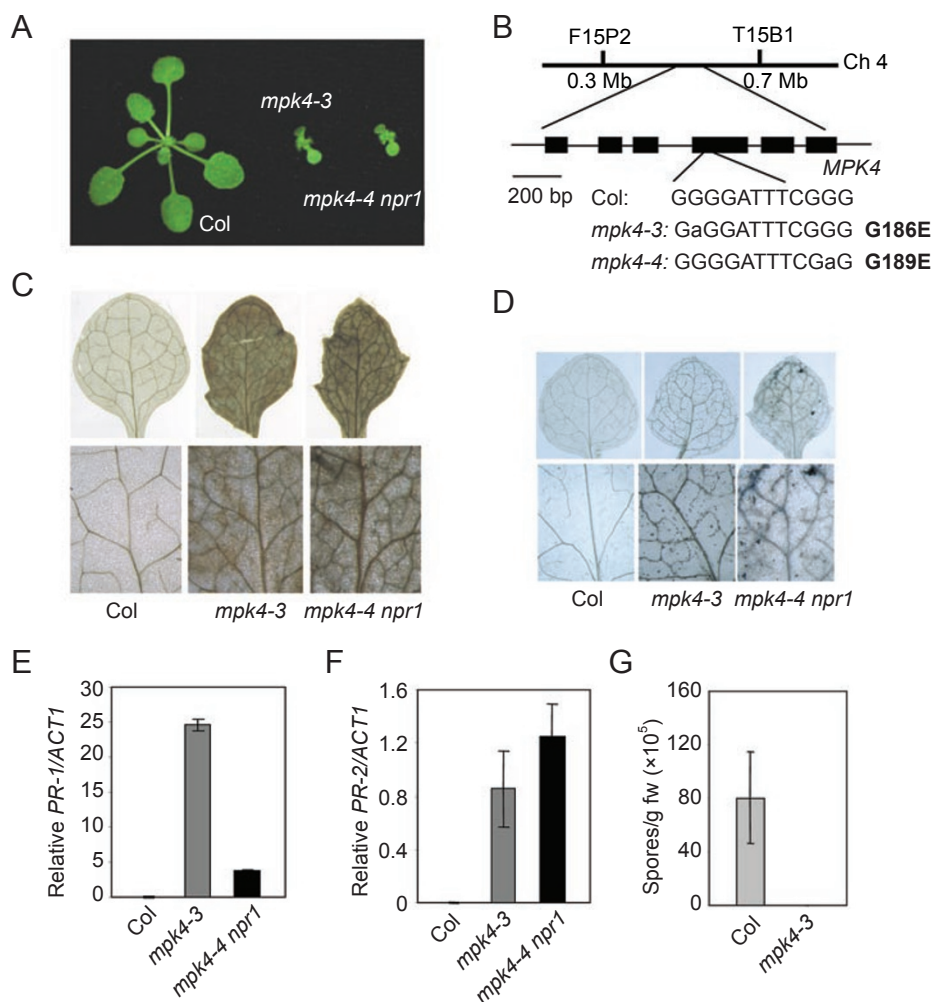 A
mpk4-3
mpk4-4 npr1
Col
B
F15P2
T15B1
Ch 4
0.3 Mb
0.7 Mb
MPK4
200 bp
Col: GGGGATTTCGGG
mpk4-3: GaGGATTTCGGG G186E
mpk4-4: GGGGATTTCGaG G189E
C
Col
mpk4-3
mpk4-4 npr1
D
Col
mpk4-3
mpk4-4 npr1
E
Relative PR-1/ACT1
30
25
20
15
10
5
0
Col
mpk4-3
mpk4-4 npr1
F
Relative PR-2/ACT1
1.6
1.2
0.8
0.4
0
Col
mpk4-3
mpk4-4 npr1
G
Spores/g fw (×10⁵)
160
120
80
40
0
Col
mpk4-3